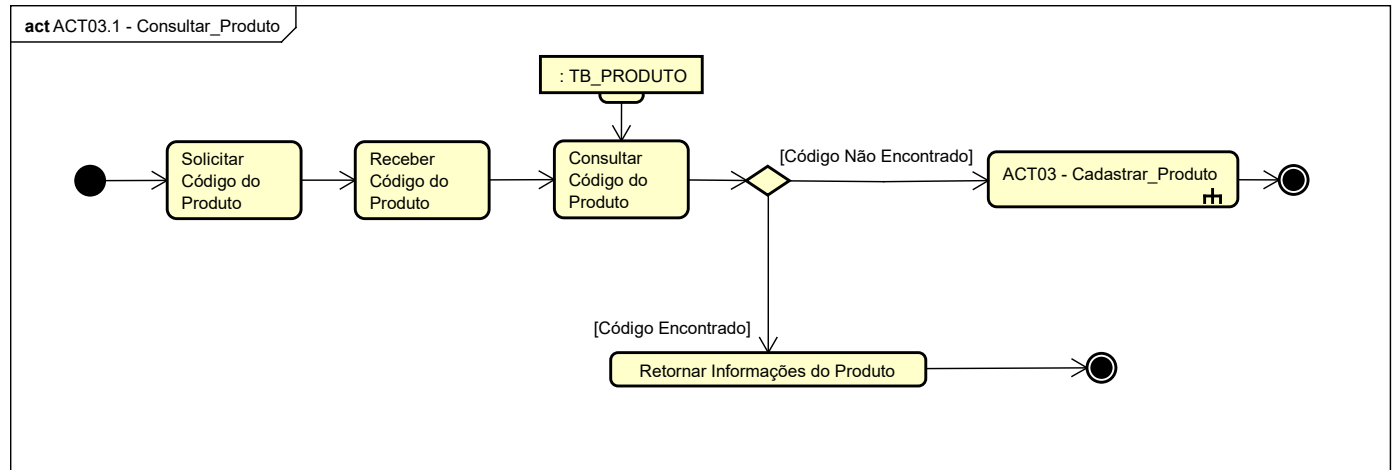 act ACT03.1 - Consultar_Produto
: TB_PRODUTO
Solicitar
Código do
Produto
Receber
Código do
Produto
Consultar
Código do
Produto
[Código Não Encontrado]
ACT03 - Cadastrar_Produto
[Código Encontrado]
Retornar Informações do Produto